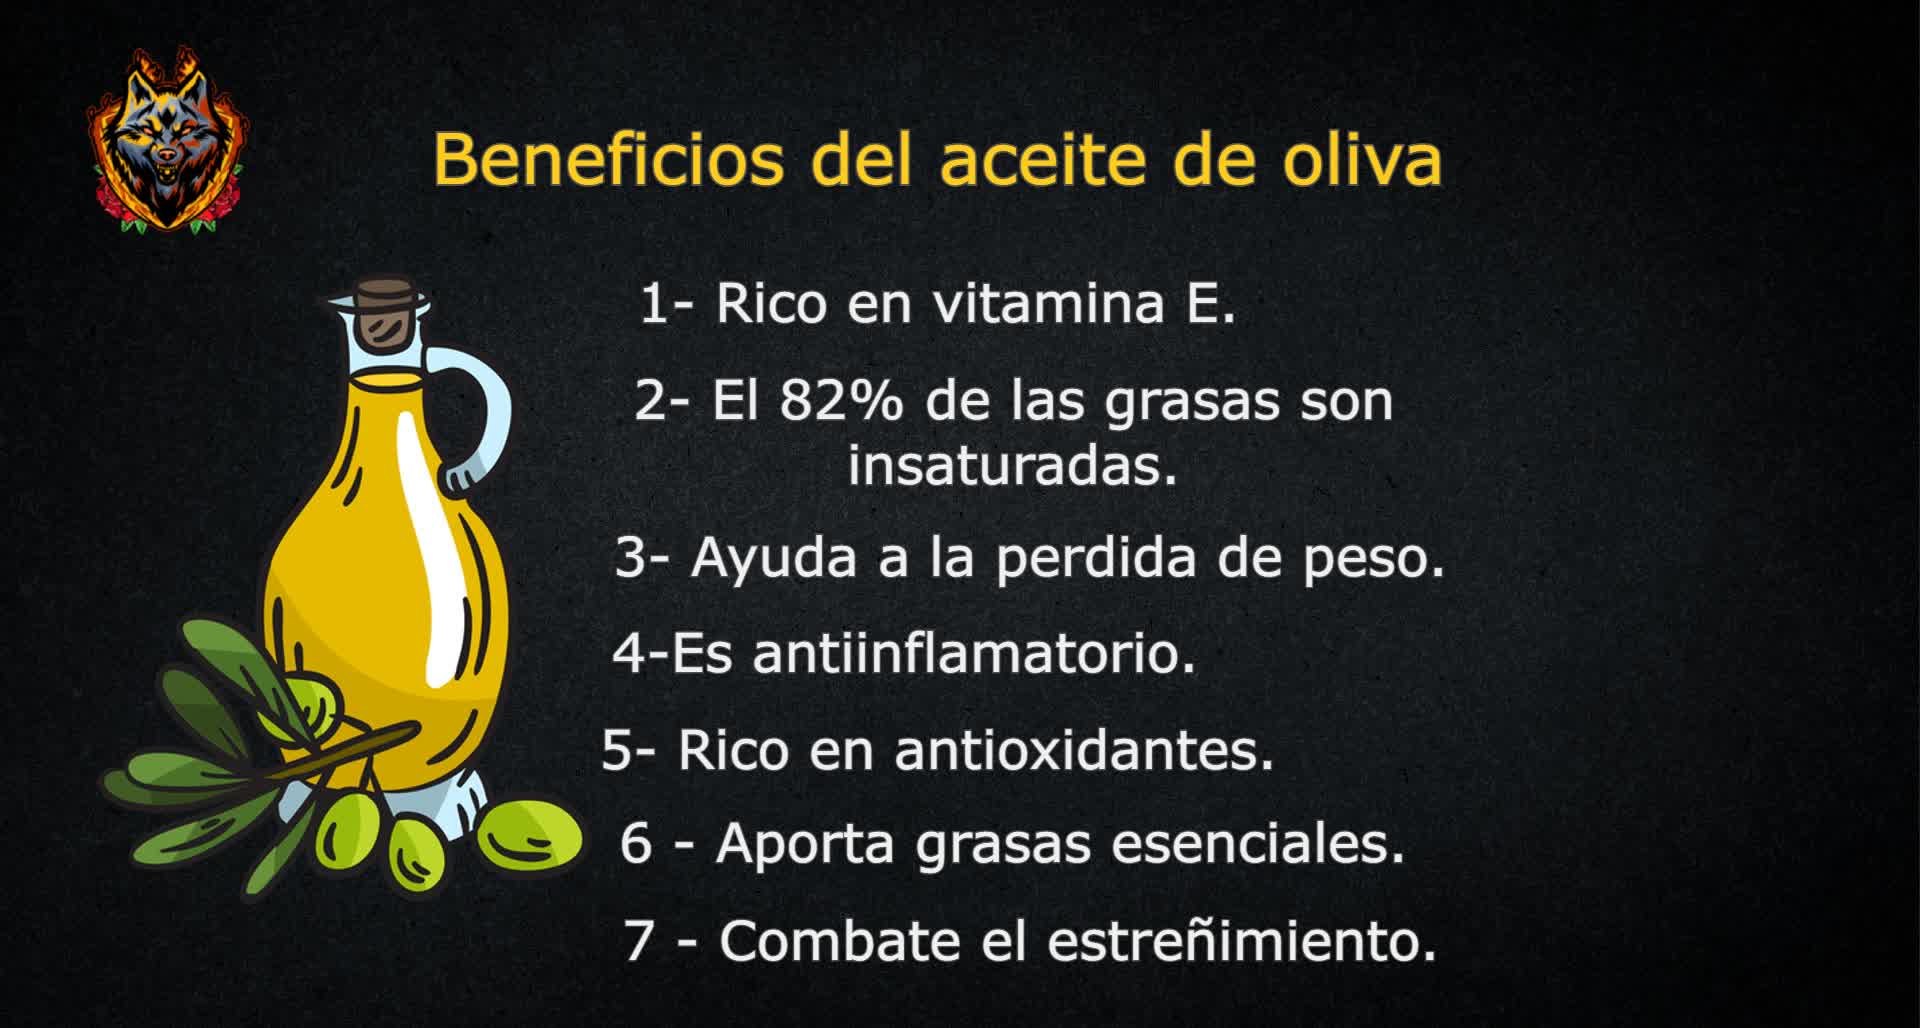 Beneficios del aceite de oliva
1- Rico en vitamina E.
2- El 82% de las grasas son
insaturadas.
3- Ayuda a la perdida de peso.
4-Es antiinflamatorio.
5- Rico en antioxidantes.
6 - Aporta grasas esenciales.
7 - Combate el estreñimiento.